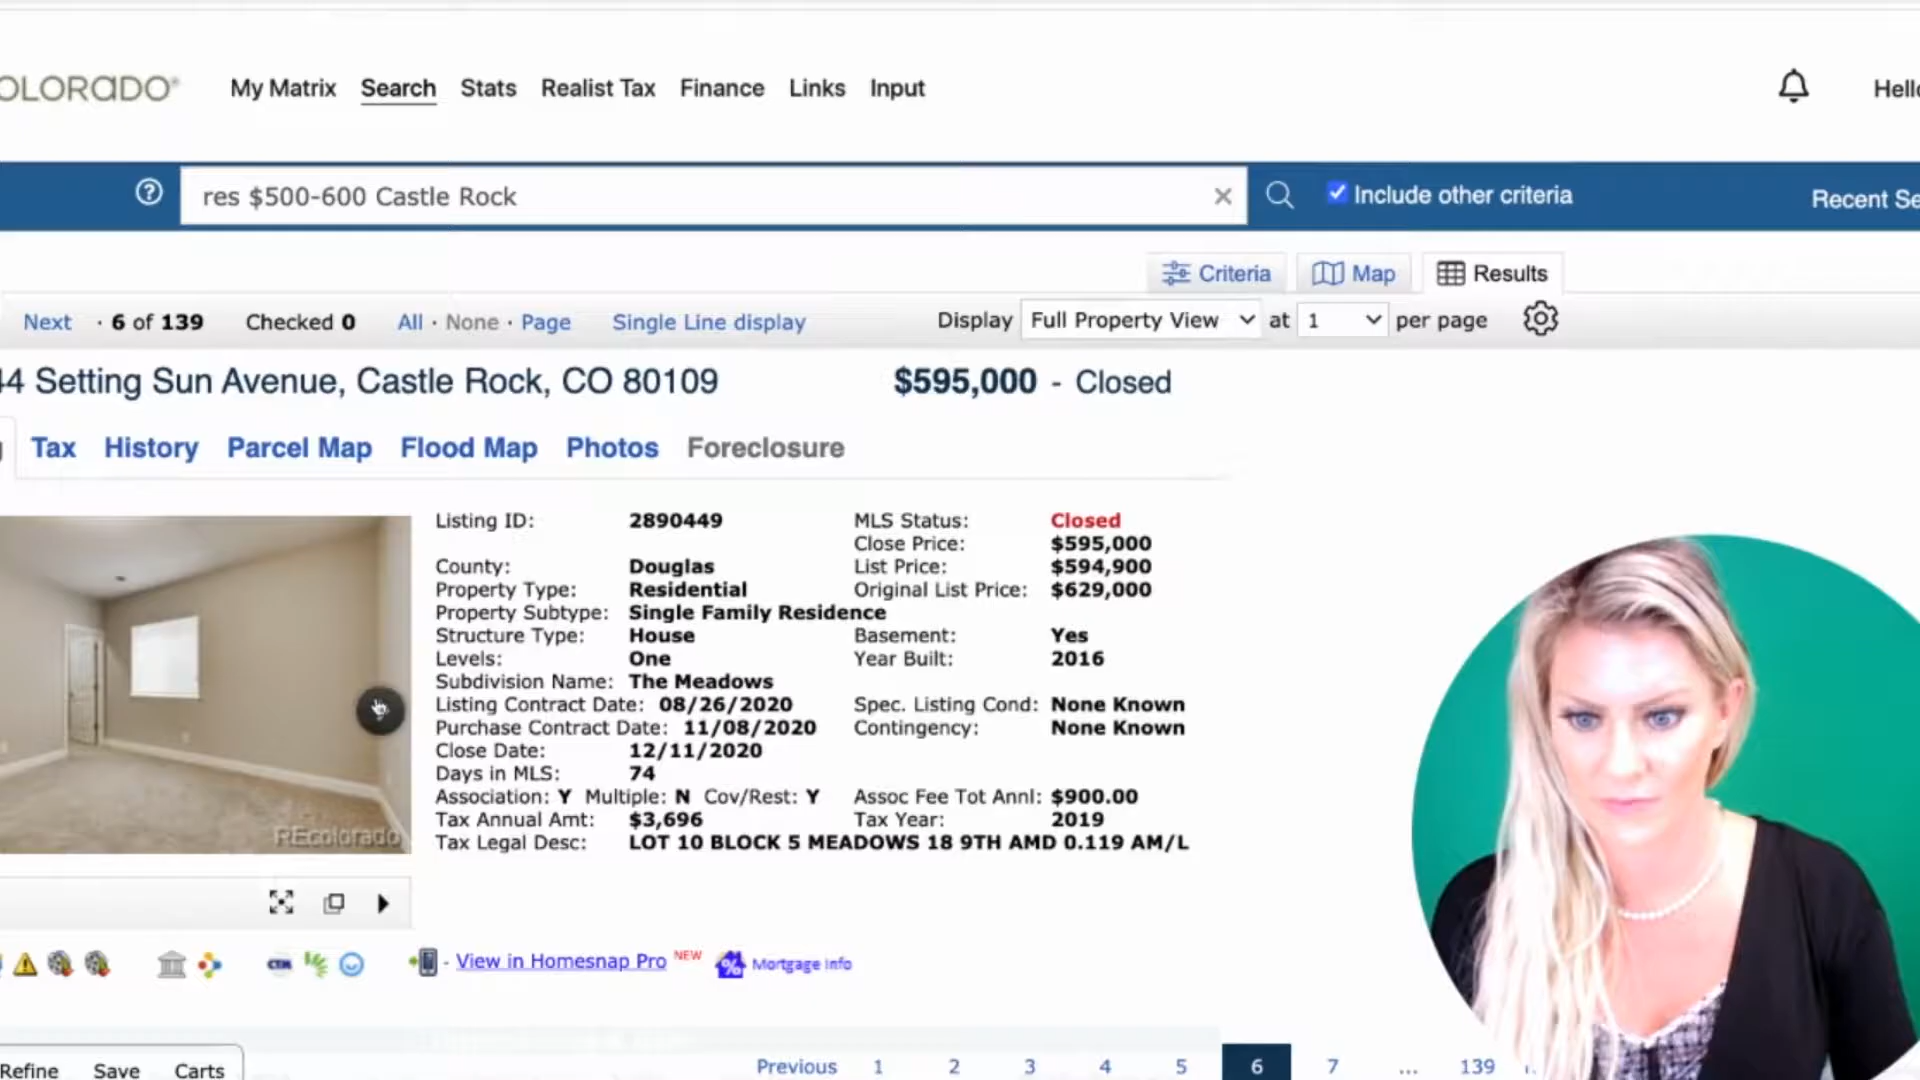 OLORADO®
My Matrix Search Stats Realist Tax Finance Links Input
Hello
res $500-600 Castle Rock
Include other criteria
Recent Se
Criteria Map Results
Next · 6 of 139 Checked 0 All · None · Page Single Line display Display Full Property View at 1 per page
44 Setting Sun Avenue, Castle Rock, CO 80109 $595,000 - Closed
Tax History Parcel Map Flood Map Photos Foreclosure
Listing ID: 2890449 MLS Status: Closed
Close Price: $595,000
County: Douglas List Price: $594,900
Property Type: Residential Original List Price: $629,000
Property Subtype: Single Family Residence
Structure Type: House Basement: Yes
Levels: One Year Built: 2016
Subdivision Name: The Meadows
Listing Contract Date: 08/26/2020 Spec. Listing Cond: None Known
Purchase Contract Date: 11/08/2020 Contingency: None Known
Close Date: 12/11/2020
Days in MLS: 74
Association: Y Multiple: N Cov/Rest: Y Assoc Fee Tot Annl: $900.00
Tax Annual Amt: $3,696 Tax Year: 2019
Tax Legal Desc: LOT 10 BLOCK 5 MEADOWS 18 9TH AMD 0.119 AM/L
REcolorado
CTM - View in Homesnap Pro NEW Mortgage Info
Refine Save Carts
Previous 1 2 3 4 5 6 7 ... 139